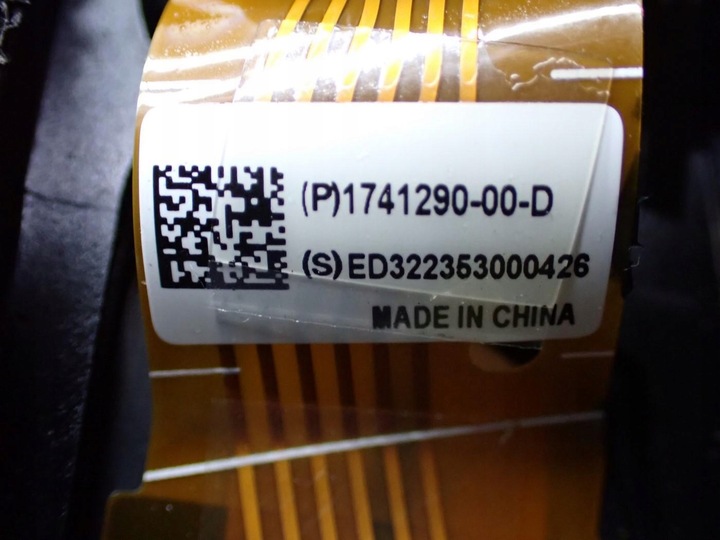 (P)1741290-00-D
(S)ED322353000426
MADE IN CHINA